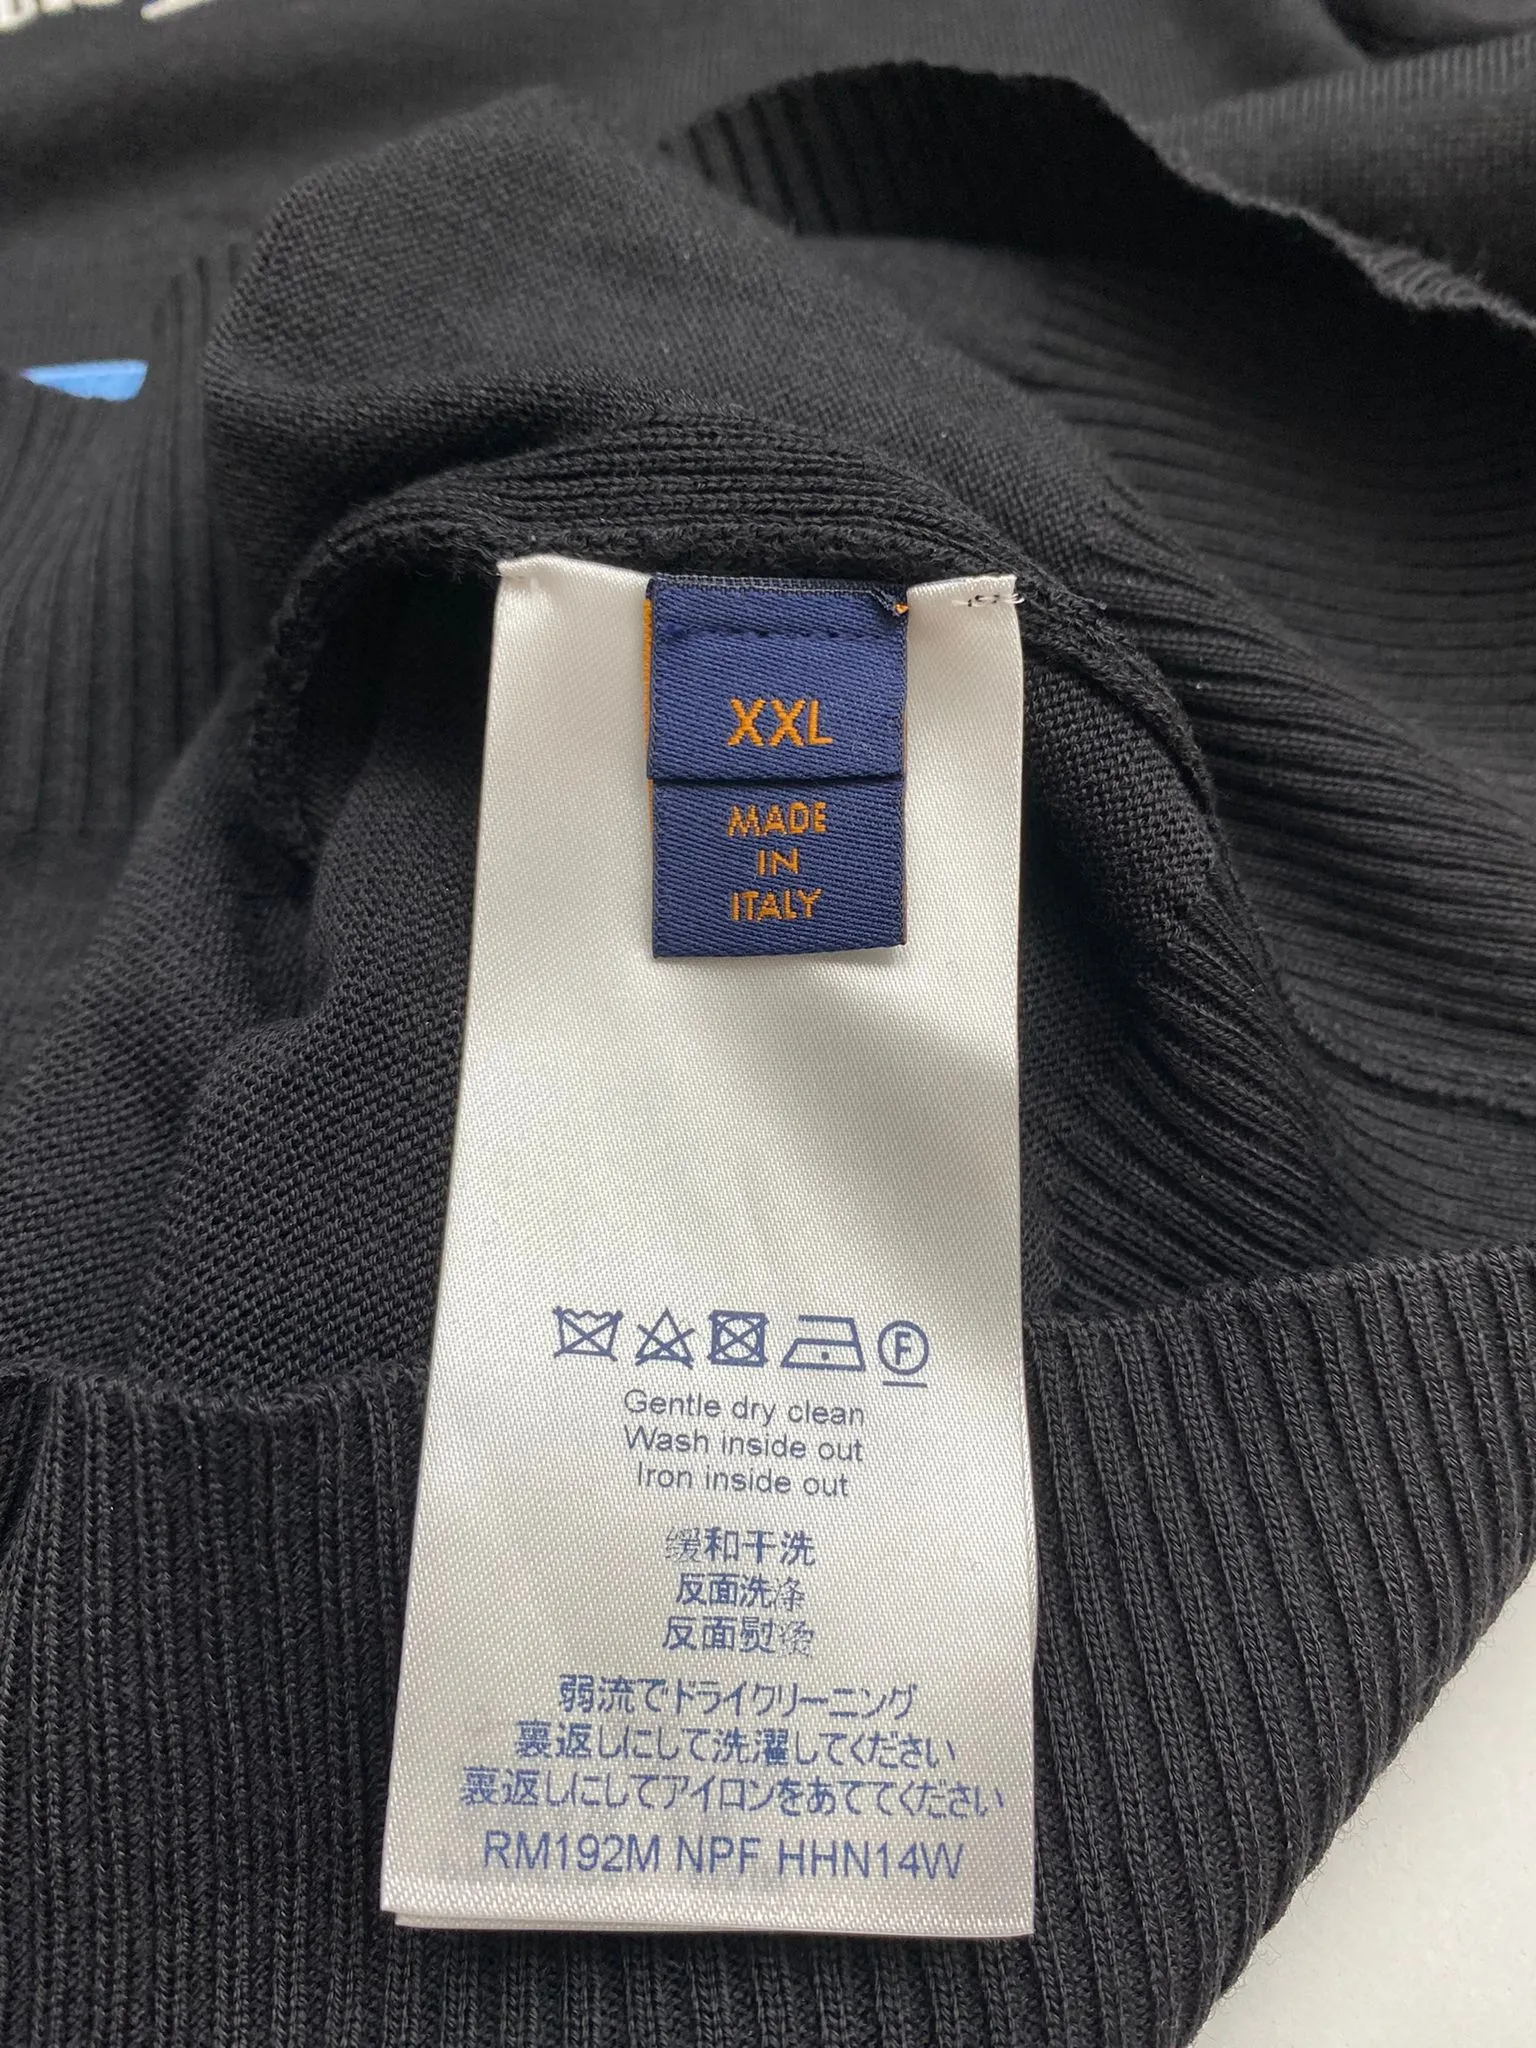 XXL
MADE
IN
ITALY
F
Gentle dry clean
Wash inside out
Iron inside out
缓和干洗
反面洗涤
反面熨烫
弱流でドライクリーニング
裏返しにして洗濯してください
裏返しにしてアイロンをあててください
RM192M NPF HHN14W